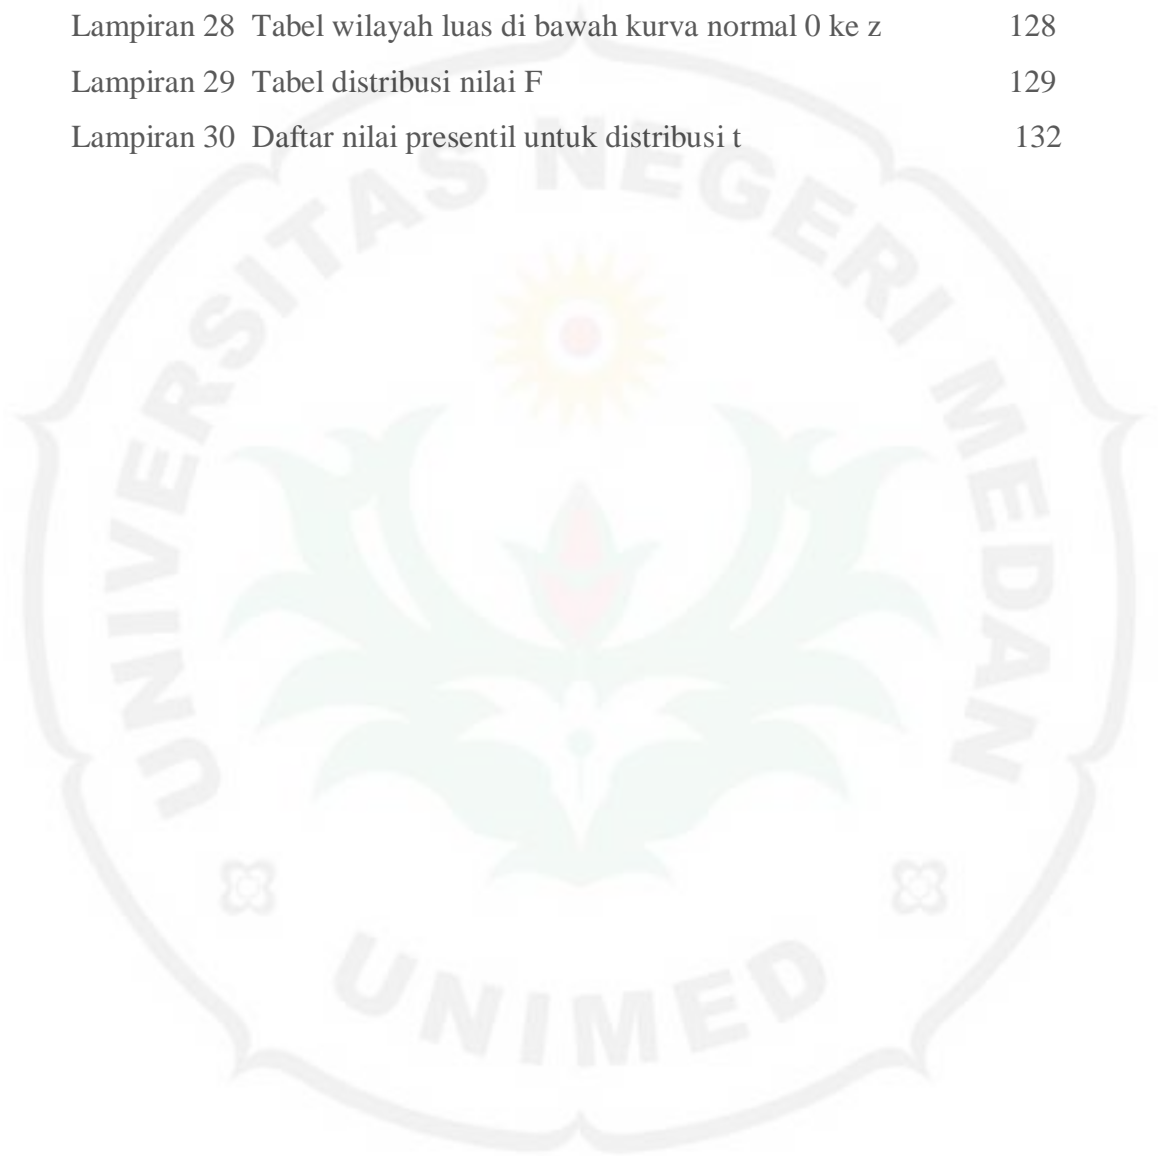 Lampiran 28 Tabel wilayah luas di bawah kurva normal 0 ke z 128
Lampiran 29 Tabel distribusi nilai F 129
Lampiran 30 Daftar nilai presentil untuk distribusi t 132
UNIVERSITAS NEGERI MEDAN
UNIMED